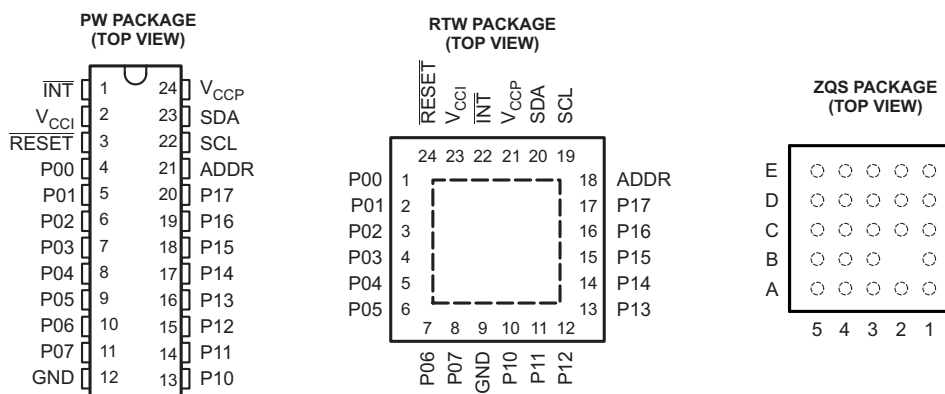 PW PACKAGE
(TOP VIEW)
INT 1 24 VCCP
VCCI 2 23 SDA
RESET 3 22 SCL
P00 4 21 ADDR
P01 5 20 P17
P02 6 19 P16
P03 7 18 P15
P04 8 17 P14
P05 9 16 P13
P06 10 15 P12
P07 11 14 P11
GND 12 13 P10
RTW PACKAGE
(TOP VIEW)
RESET VCCI INT VCCP SDA SCL
24 23 22 21 20 19
P00 1 18 ADDR
P01 2 17 P17
P02 3 16 P16
P03 4 15 P15
P04 5 14 P14
P05 6 13 P13
7 8 9 10 11 12
P06 P07 GND P10 P11 P12
ZQS PACKAGE
(TOP VIEW)
E
D
C
B
A
5 4 3 2 1